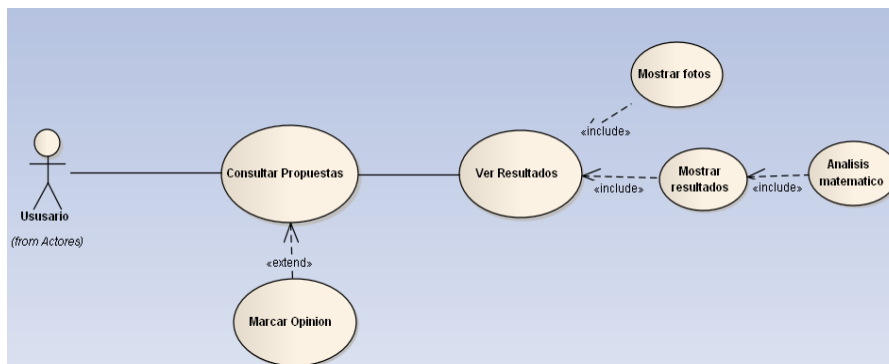 Mostrar fotos
«include»
Consultar Propuestas
Ver Resultados
Mostrar
resultados
Analisis
matematico
«include»
«include»
Ususario
(from Actores)
«extend»
Marcar Opinion